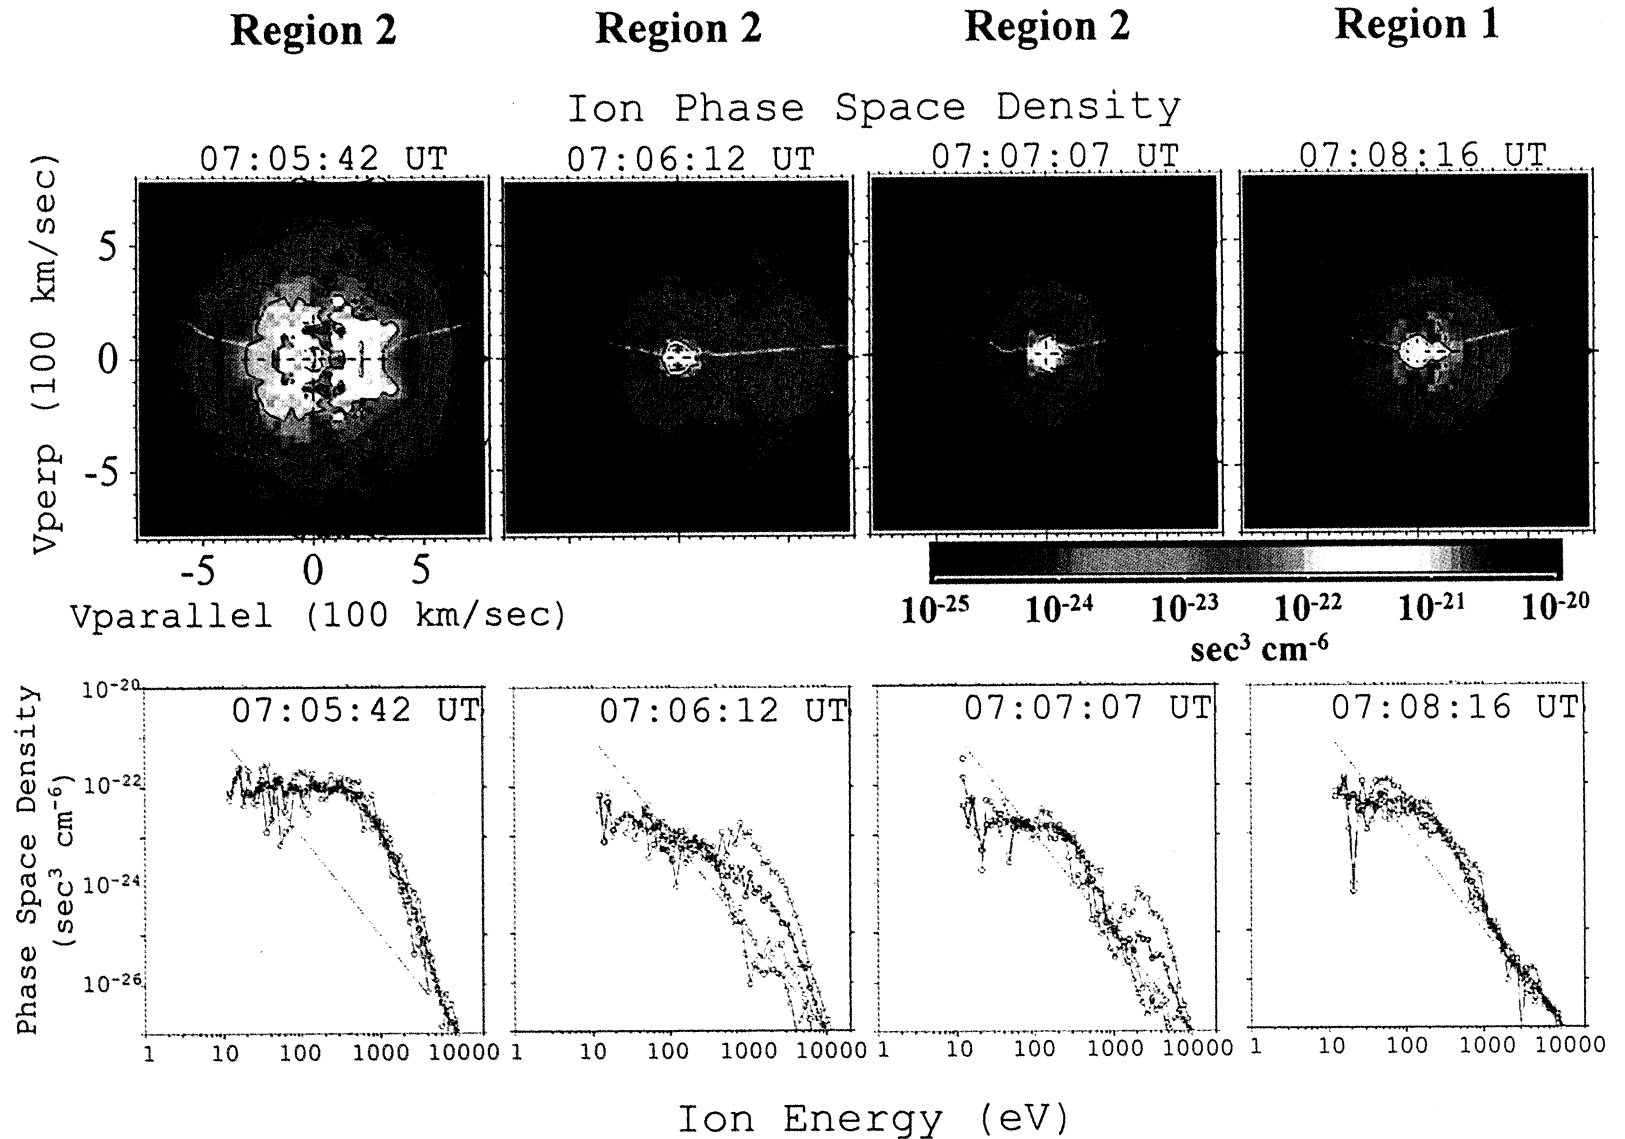 Region 2 Region 2 Region 2 Region 1
Ion Phase Space Density
07:05:42 UT 07:06:12 UT 07:07:07 UT 07:08:16 UT
Vperp (100 km/sec)
5
0
-5
-5 0 5
Vparallel (100 km/sec)
10⁻²⁵ 10⁻²⁴ 10⁻²³ 10⁻²² 10⁻²¹ 10⁻²⁰
sec³ cm⁻⁶
Phase Space Density
(sec³ cm⁻⁶)
10⁻²⁰
10⁻²²
10⁻²⁴
10⁻²⁶
07:05:42 UT 07:06:12 UT 07:07:07 UT 07:08:16 UT
1 10 100 1000 10000 1 10 100 1000 10000 1 10 100 1000 10000 1 10 100 1000 10000
Ion Energy (eV)